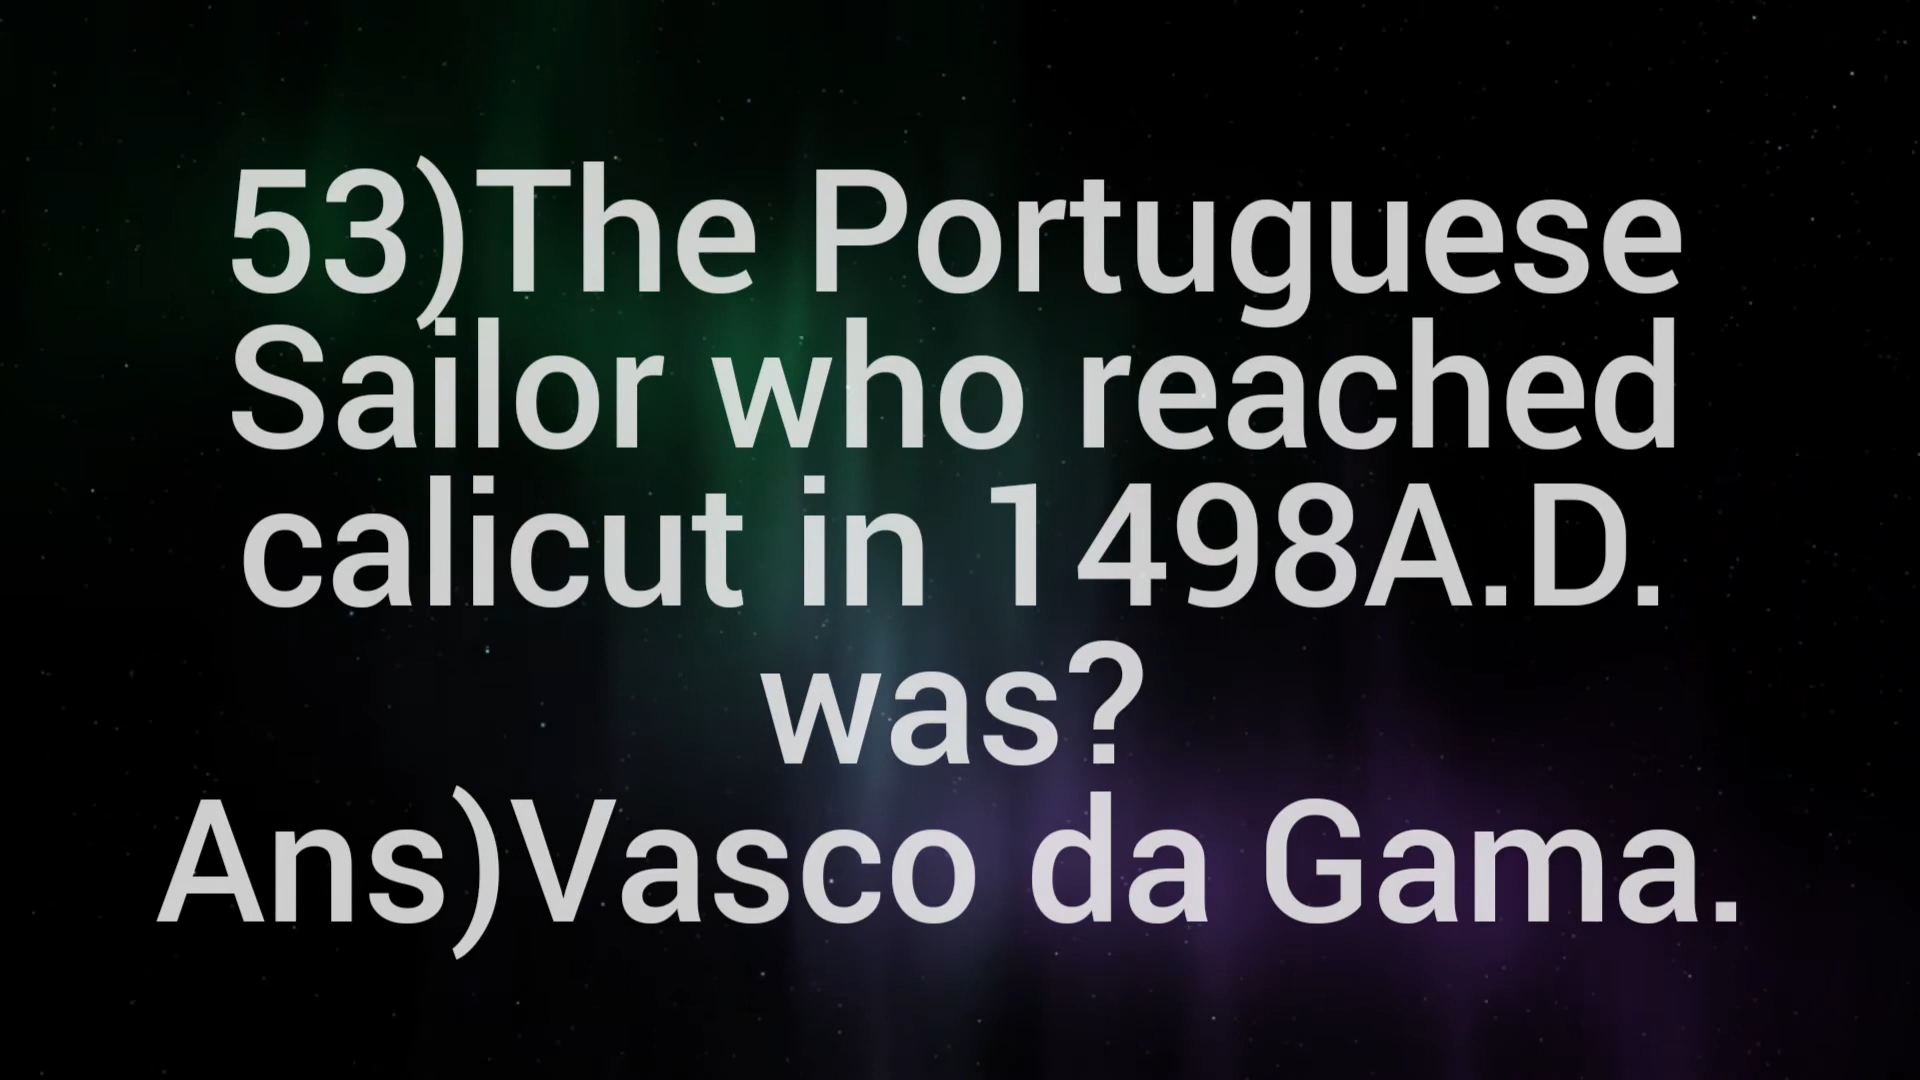 53)The Portuguese
Sailor who reached
calicut in 1498A.D.
was?
Ans)Vasco da Gama.